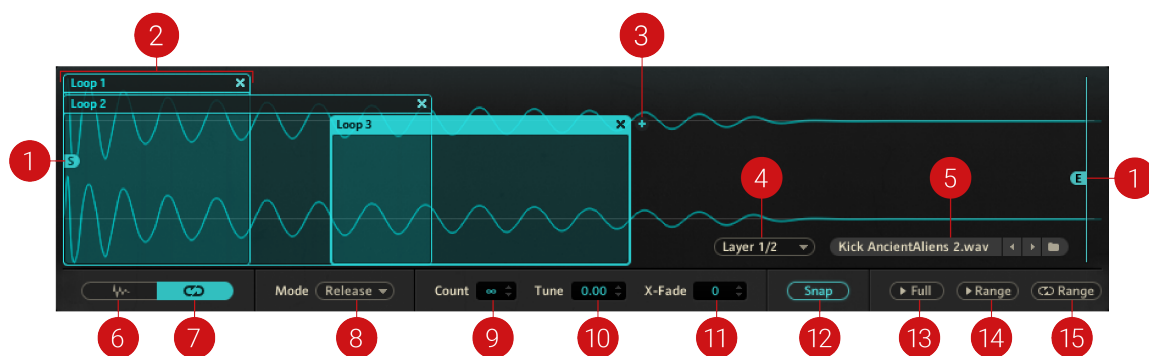 2
3
Loop 1
Loop 2
Loop 3
1
S
4
5
E
1
Layer 1/2
Kick AncientAliens 2.wav
Mode Release
Count ∞
Tune 0.00
X-Fade 0
Snap
Full
Range
Range
6
7
8
9
10
11
12
13
14
15